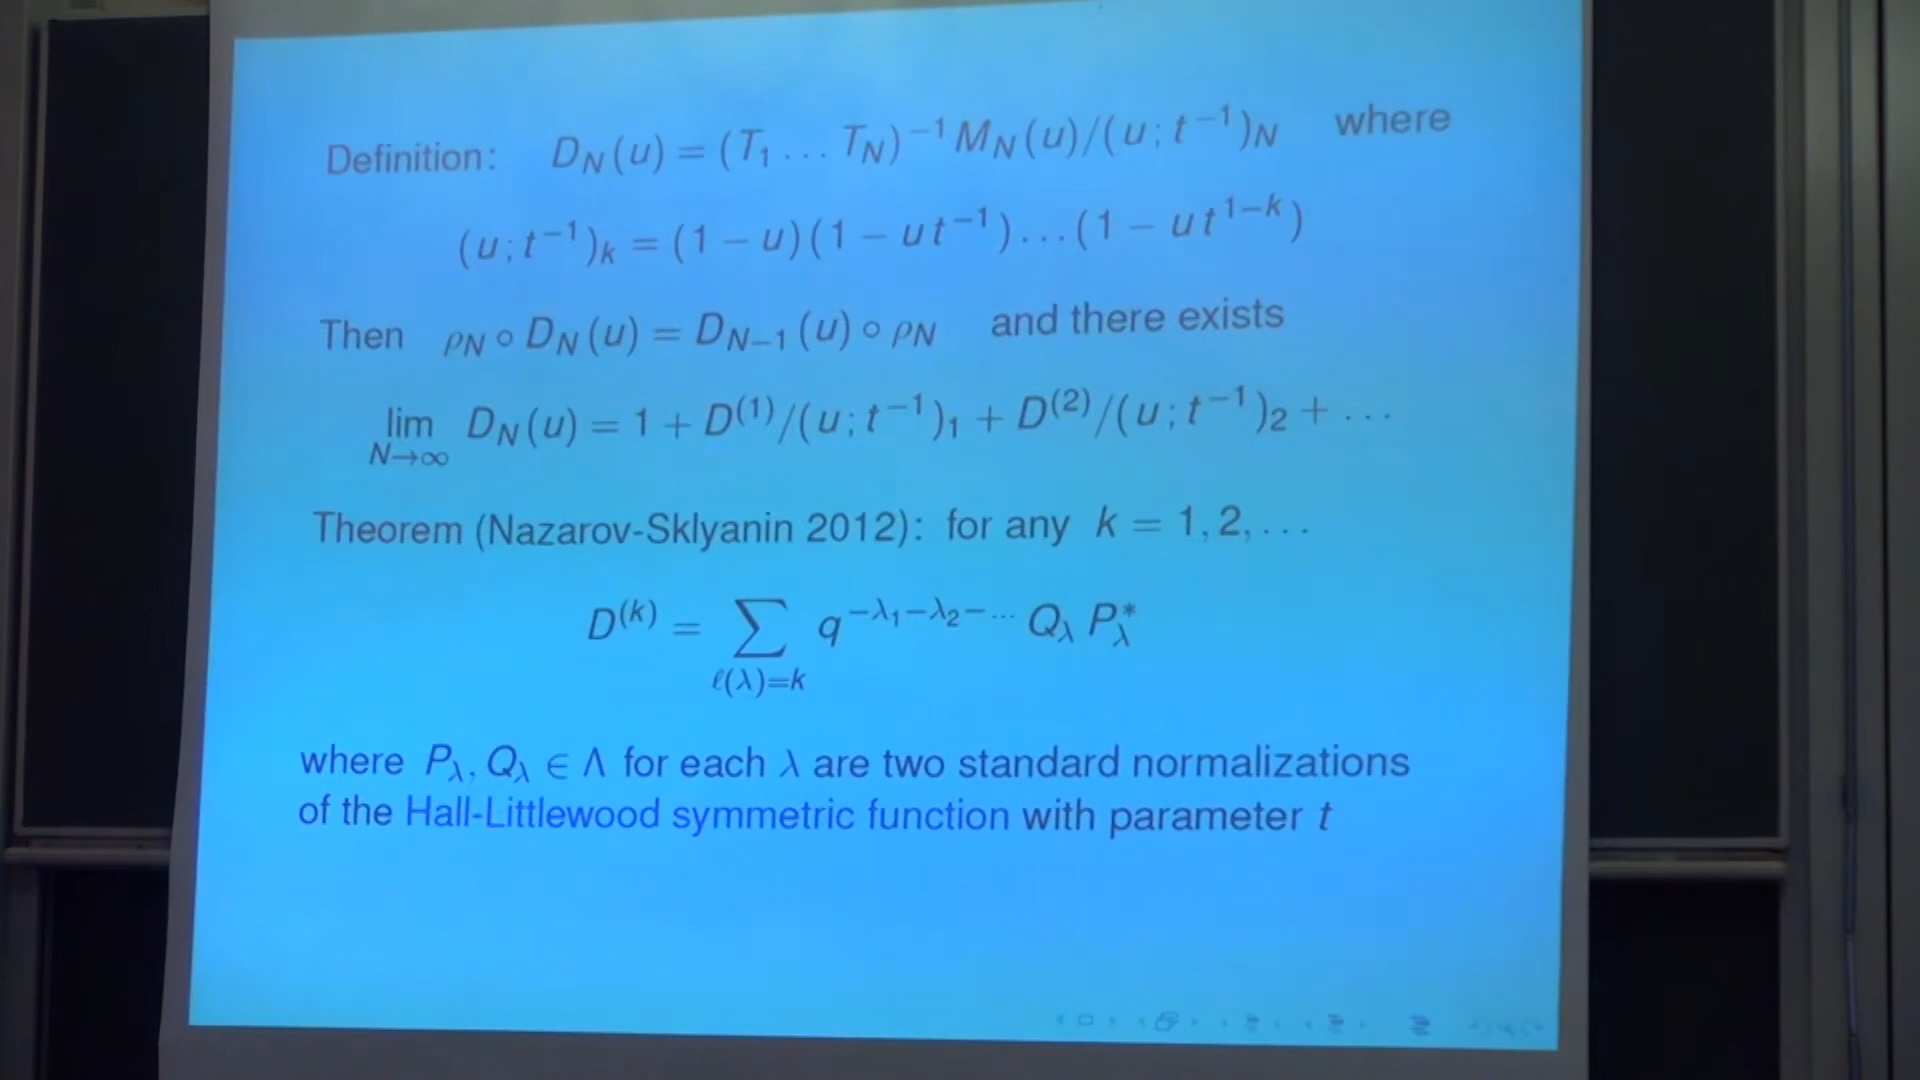 Definition: D_N(u) = (T_1 … T_N)^{−1} M_N(u)/(u; t^{−1})_N where
(u; t^{−1})_k = (1 − u)(1 − u t^{−1}) … (1 − u t^{1−k})
Then ρ_N ∘ D_N(u) = D_{N−1}(u) ∘ ρ_N and there exists
lim_{N→∞} D_N(u) = 1 + D^{(1)}/(u; t^{−1})_1 + D^{(2)}/(u; t^{−1})_2 + …
Theorem (Nazarov-Sklyanin 2012): for any k = 1, 2, …
D^{(k)} = ∑_{ℓ(λ)=k} q^{−λ_1−λ_2−…} Q_λ P_λ^*
where P_λ, Q_λ ∈ Λ for each λ are two standard normalizations
of the Hall-Littlewood symmetric function with parameter t